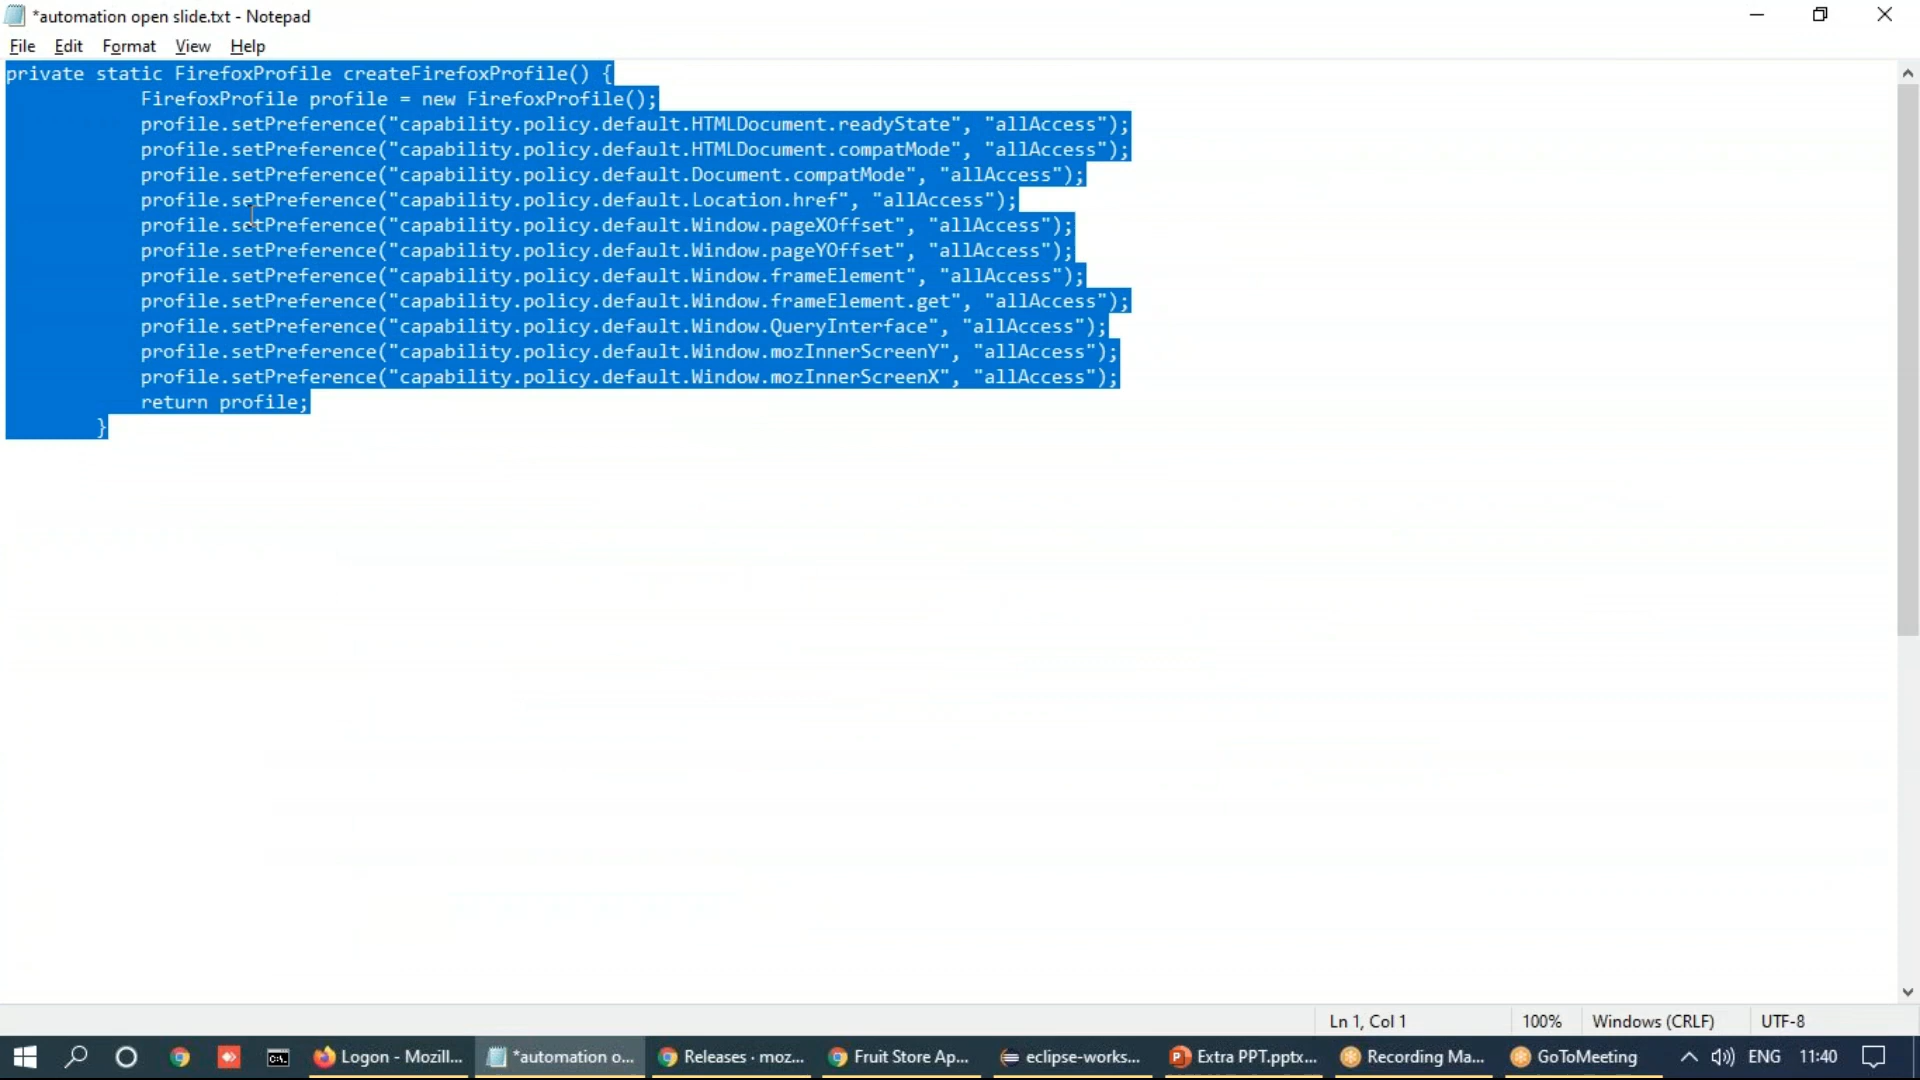 *automation open slide.txt - Notepad
File Edit Format View Help
private static FirefoxProfile createFirefoxProfile() {
FirefoxProfile profile = new FirefoxProfile();
profile.setPreference("capability.policy.default.HTMLDocument.readyState", "allAccess");
profile.setPreference("capability.policy.default.HTMLDocument.compatMode", "allAccess");
profile.setPreference("capability.policy.default.Document.compatMode", "allAccess");
profile.setPreference("capability.policy.default.Location.href", "allAccess");
profile.setPreference("capability.policy.default.Window.pageXOffset", "allAccess");
profile.setPreference("capability.policy.default.Window.pageYOffset", "allAccess");
profile.setPreference("capability.policy.default.Window.frameElement", "allAccess");
profile.setPreference("capability.policy.default.Window.frameElement.get", "allAccess");
profile.setPreference("capability.policy.default.Window.QueryInterface", "allAccess");
profile.setPreference("capability.policy.default.Window.mozInnerScreenY", "allAccess");
profile.setPreference("capability.policy.default.Window.mozInnerScreenX", "allAccess");
return profile;
}
Ln 1, Col 1 100% Windows (CRLF) UTF-8
Logon - Mozill... *automation o... Releases · moz... Fruit Store Ap... eclipse-works... Extra PPT.pptx... Recording Ma... GoToMeeting ENG 11:40